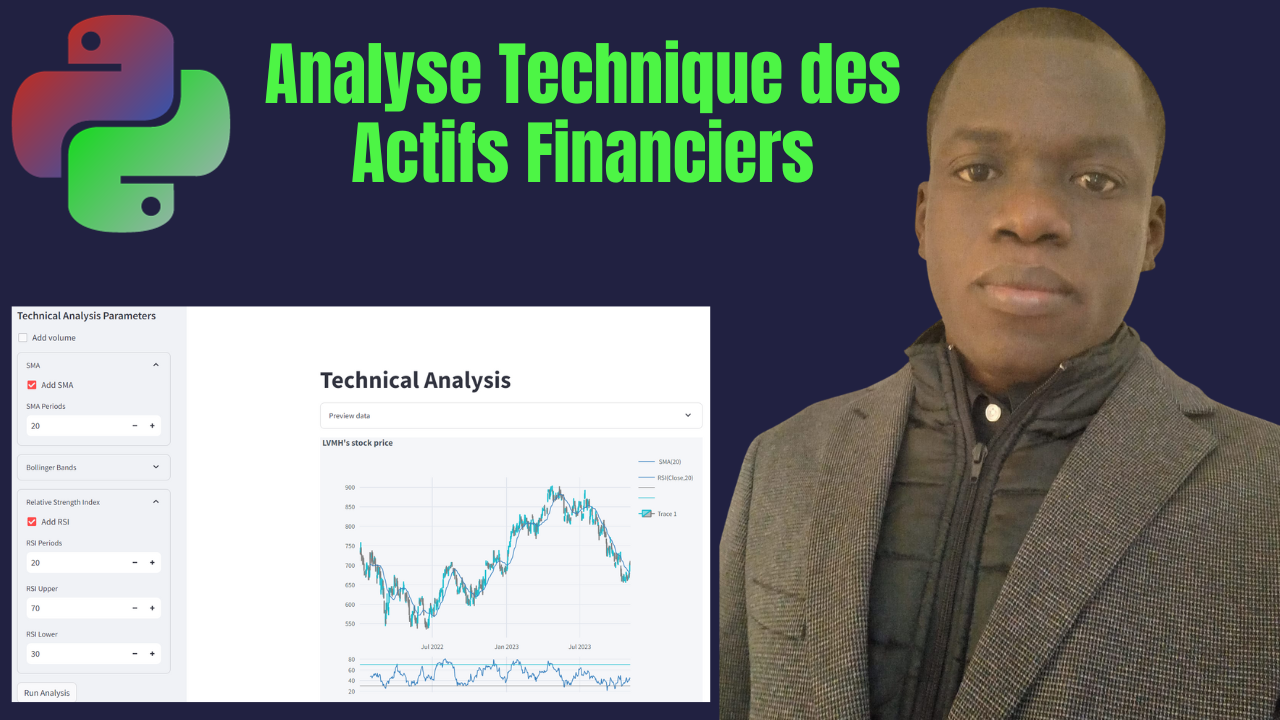 Analyse Technique des
Actifs Financiers
Technical Analysis Parameters
Add volume
SMA
Add SMA
SMA Periods
20
Bollinger Bands
Relative Strength Index
Add RSI
RSI Periods
20
RSI Upper
70
RSI Lower
30
Run Analysis
Technical Analysis
Preview data
LVMH's stock price
SMA(20)
RSI(Close,20)
Trace 1
900
850
800
750
700
650
600
550
Jul 2022 Jan 2023 Jul 2023
80
60
40
20